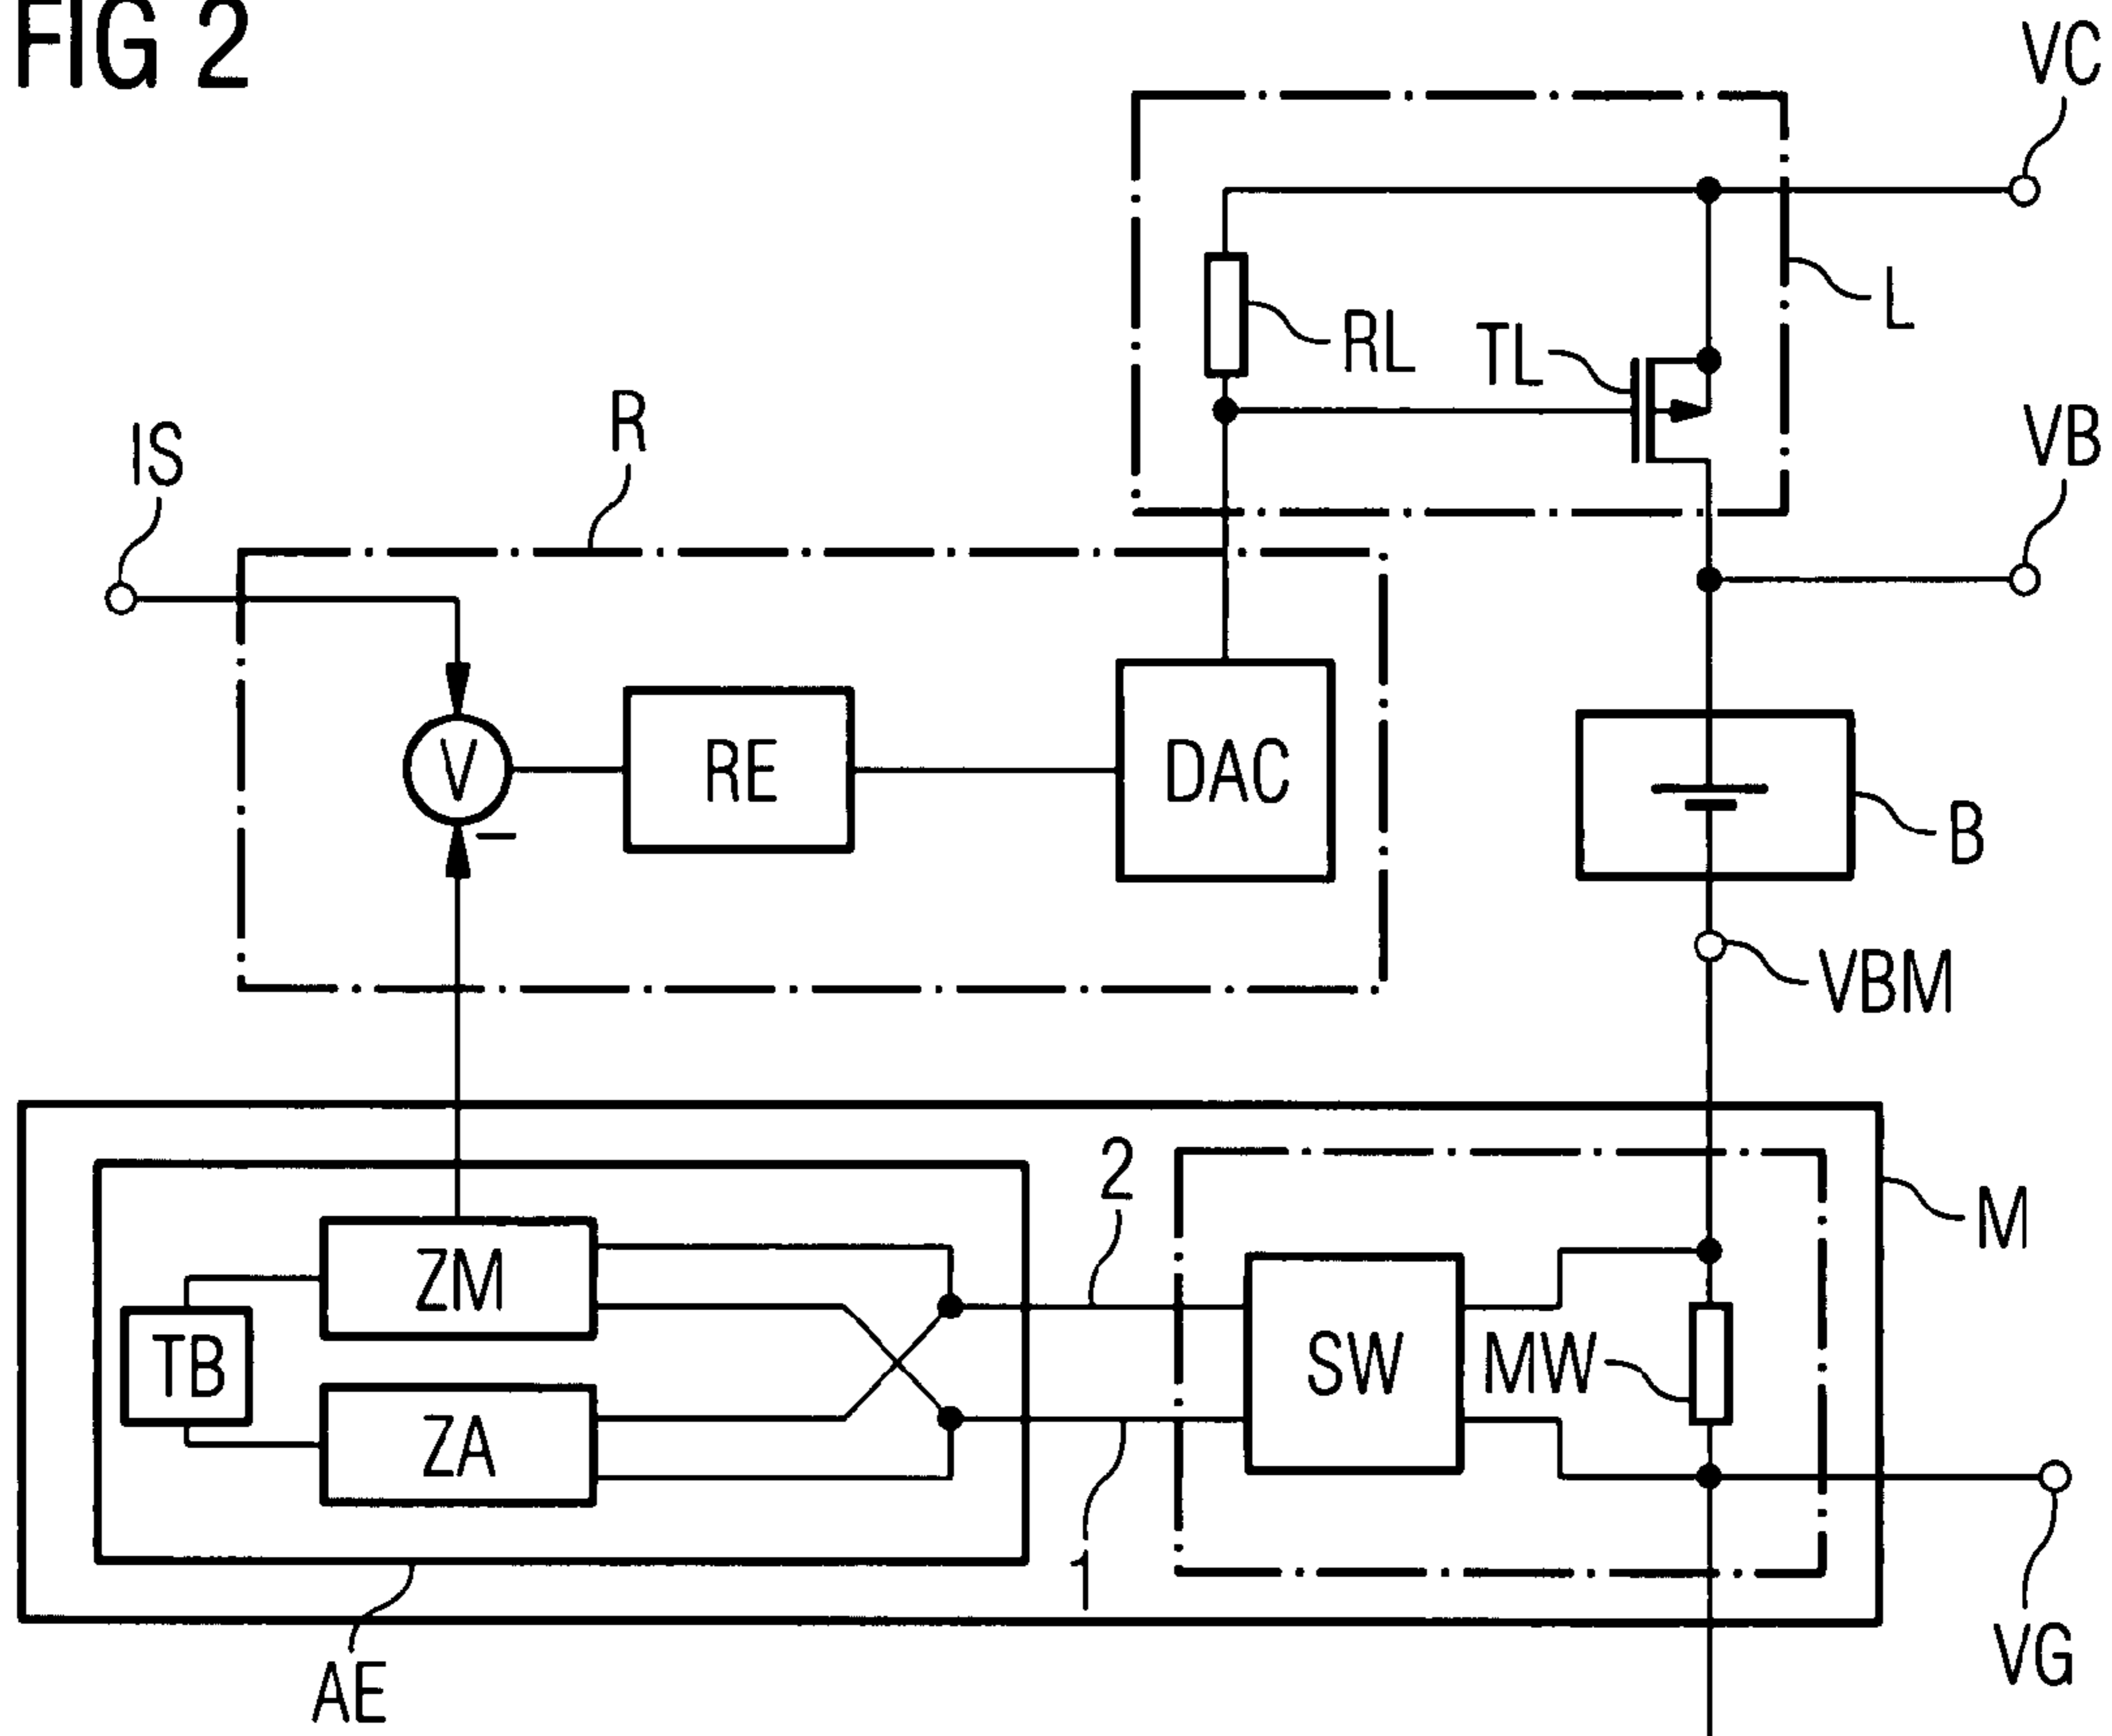 FIG 2
VC
L
RL
TL
R
IS
VB
V
–
RE
DAC
B
VBM
2
M
ZM
TB
SW
MW
ZA
1
VG
AE